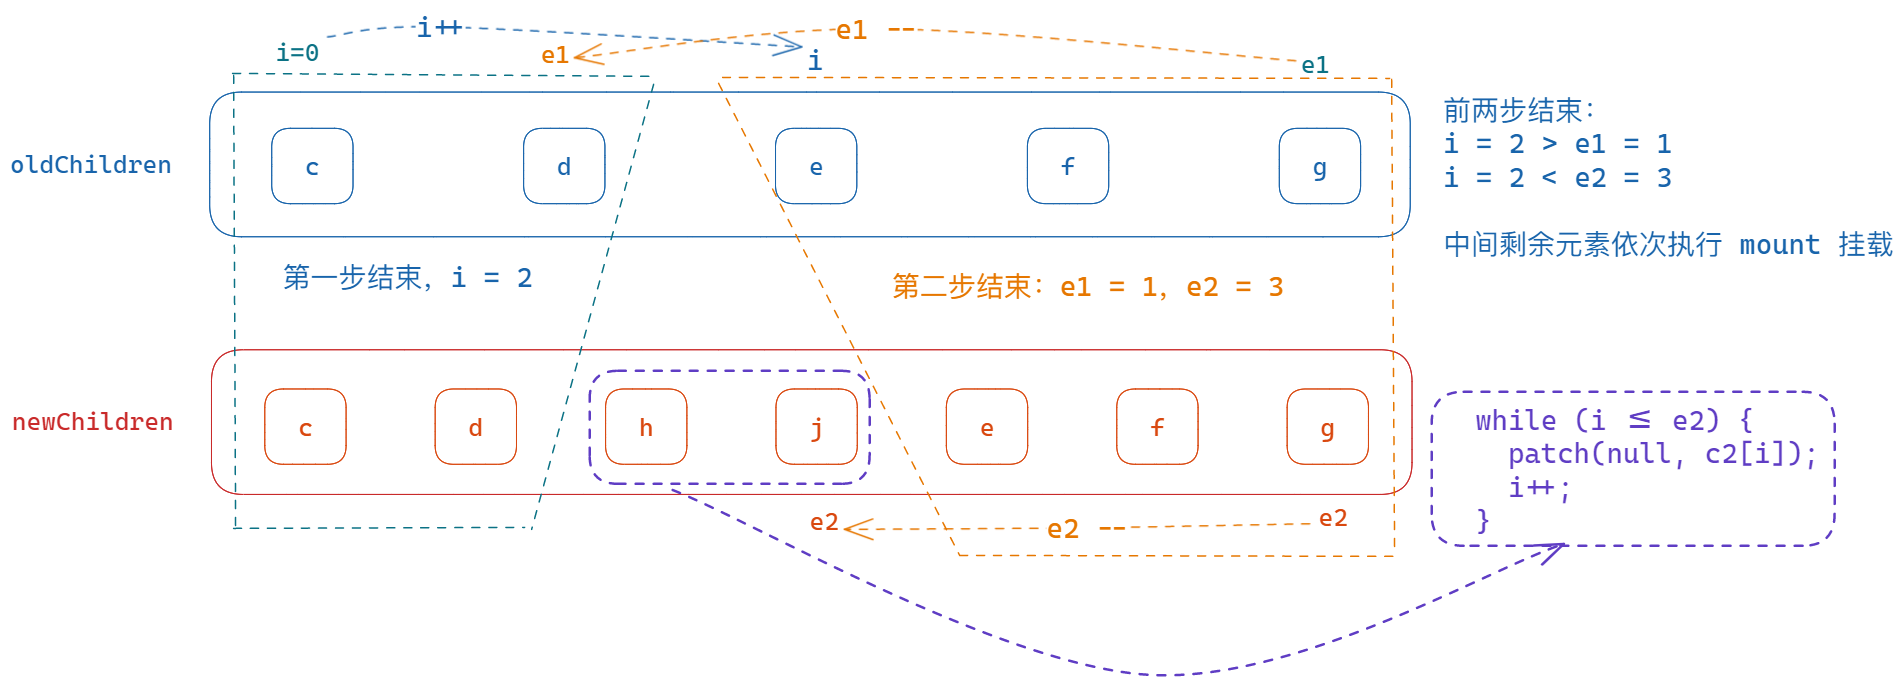 i++
e1 --
i=0
e1
i
e1
oldChildren
c
d
e
f
g
前两步结束：
i = 2 > e1 = 1
i = 2 < e2 = 3
中间剩余元素依次执行 mount 挂载
第一步结束，i = 2
第二步结束：e1 = 1，e2 = 3
newChildren
c
d
h
j
e
f
g
while (i ≤ e2) {
patch(null, c2[i]);
i++;
}
e2
e2 --
e2